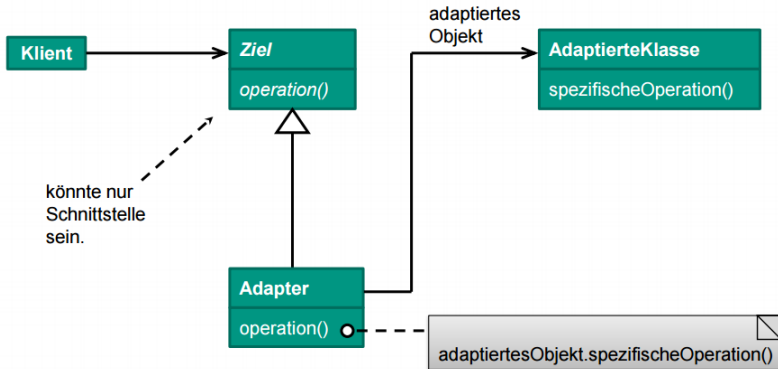 Klient
Ziel
operation()
adaptiertes
Objekt
AdaptierteKlasse
spezifischeOperation()
könnte nur
Schnittstelle
sein.
Adapter
operation()
adaptiertesObjekt.spezifischeOperation()